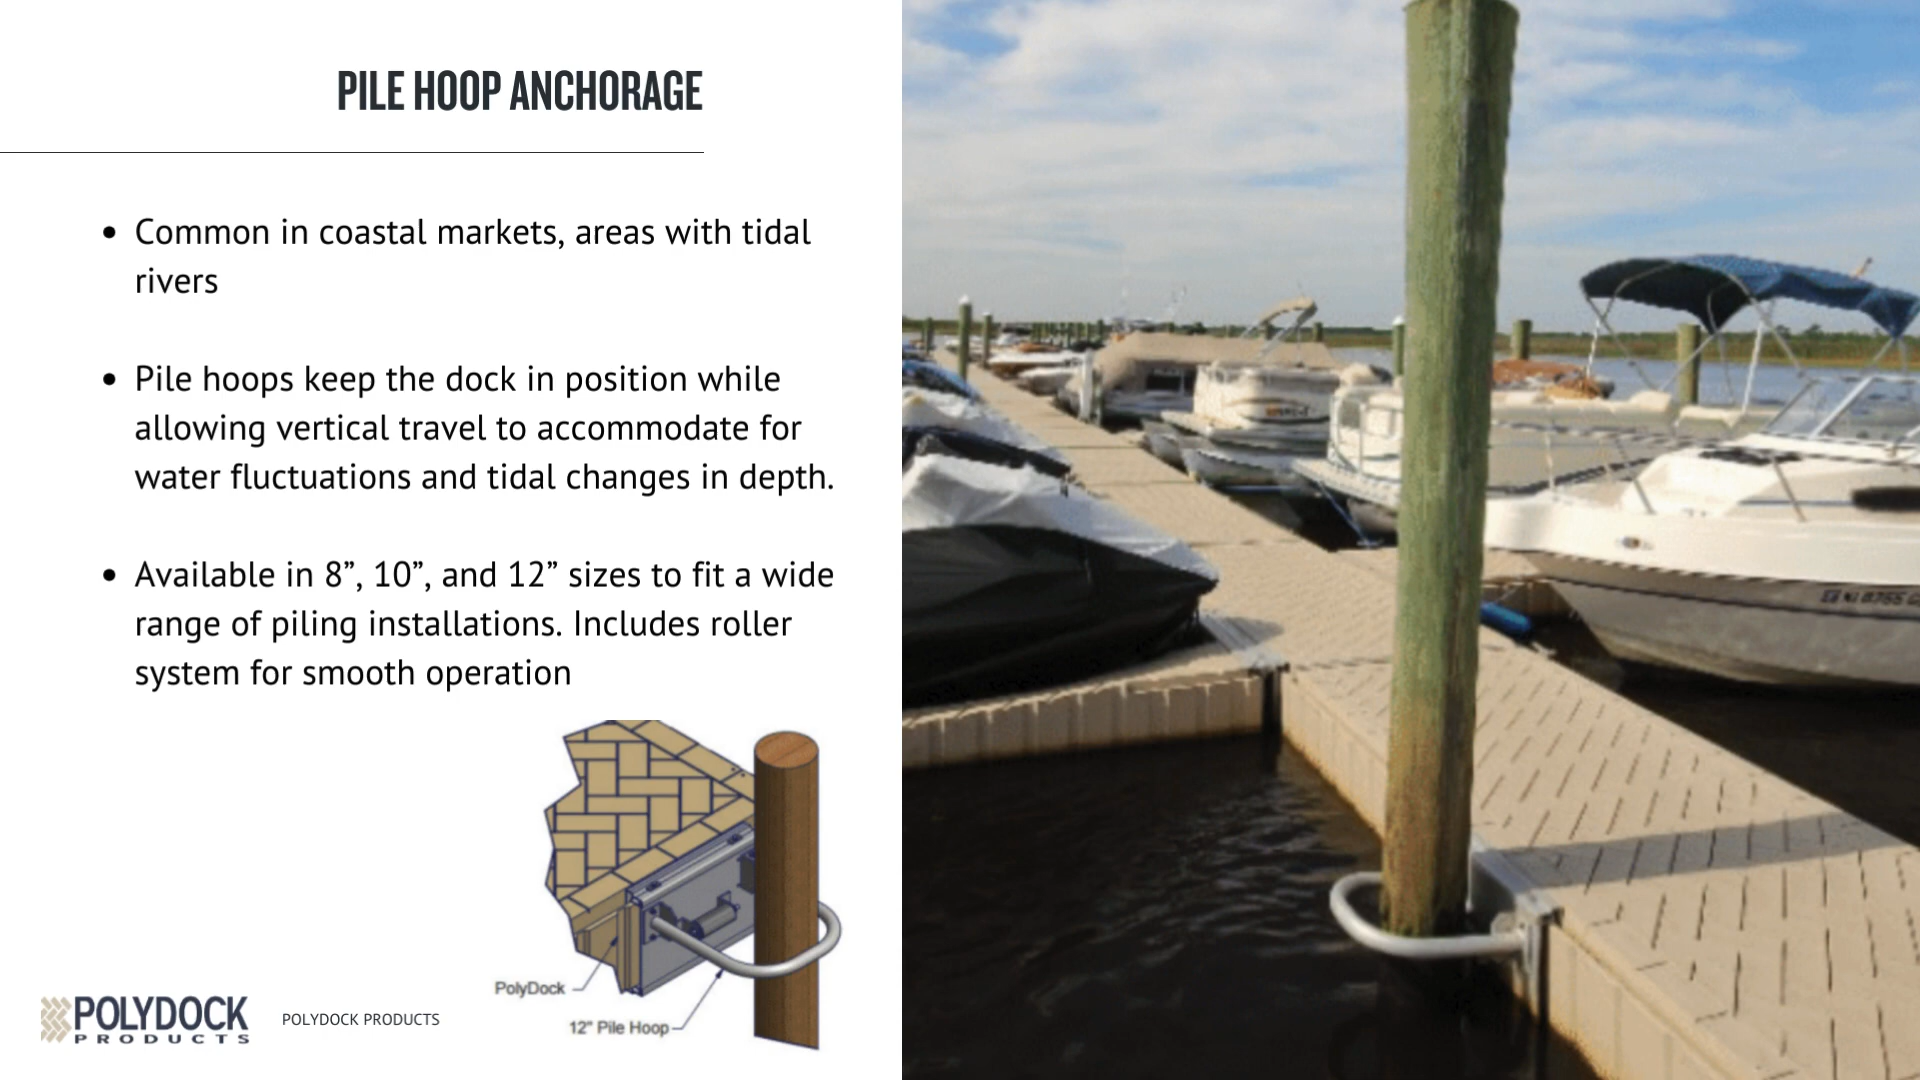 PILE HOOP ANCHORAGE
• Common in coastal markets, areas with tidal
rivers
• Pile hoops keep the dock in position while
allowing vertical travel to accommodate for
water fluctuations and tidal changes in depth.
• Available in 8”, 10”, and 12” sizes to fit a wide
range of piling installations. Includes roller
system for smooth operation
PolyDock
12" Pile Hoop
POLYDOCK
PRODUCTS
POLYDOCK PRODUCTS